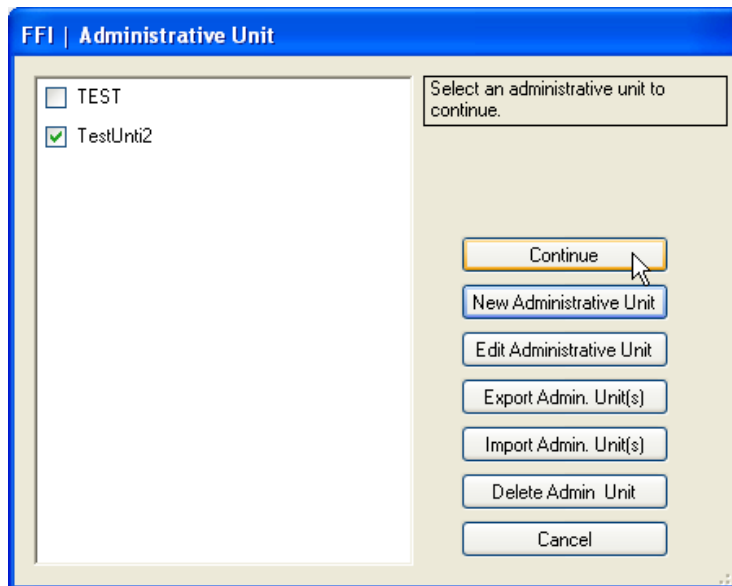 FFI | Administrative Unit
TEST
TestUnti2
Select an administrative unit to
continue.
Continue
New Administrative Unit
Edit Administrative Unit
Export Admin. Unit(s)
Import Admin. Unit(s)
Delete Admin Unit
Cancel